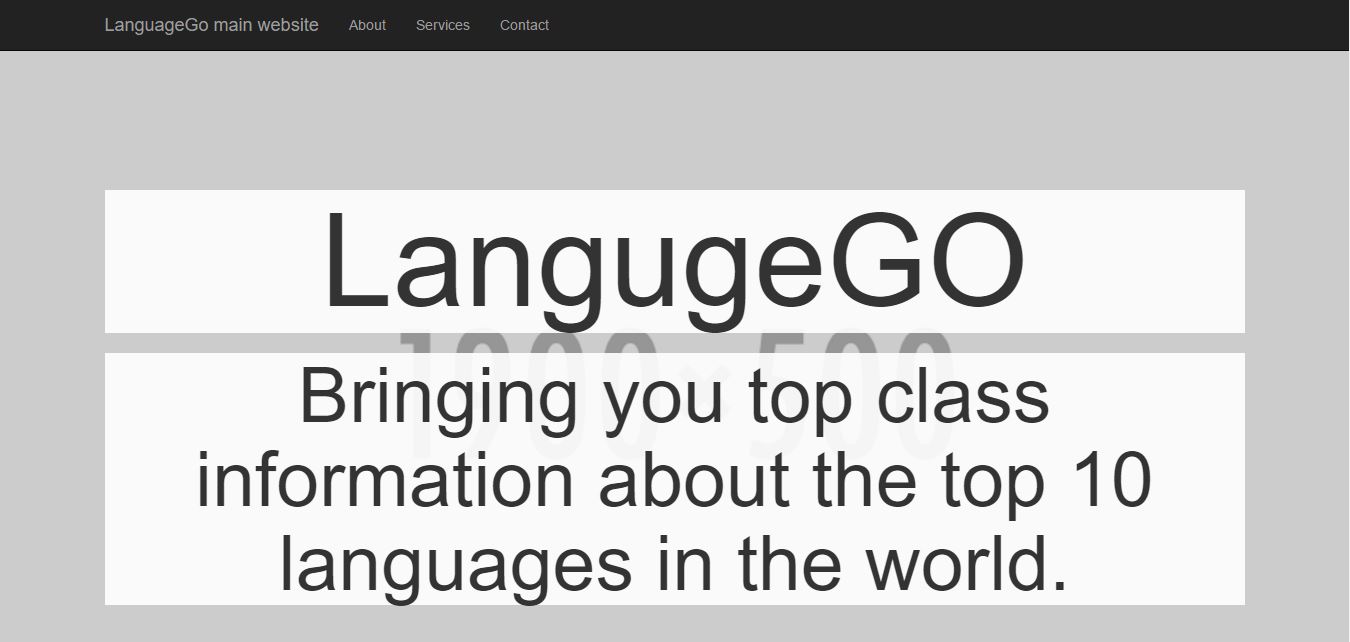 LanguageGo main website About Services Contact
LangugeGO
1900×500
Bringing you top class
information about the top 10
languages in the world.